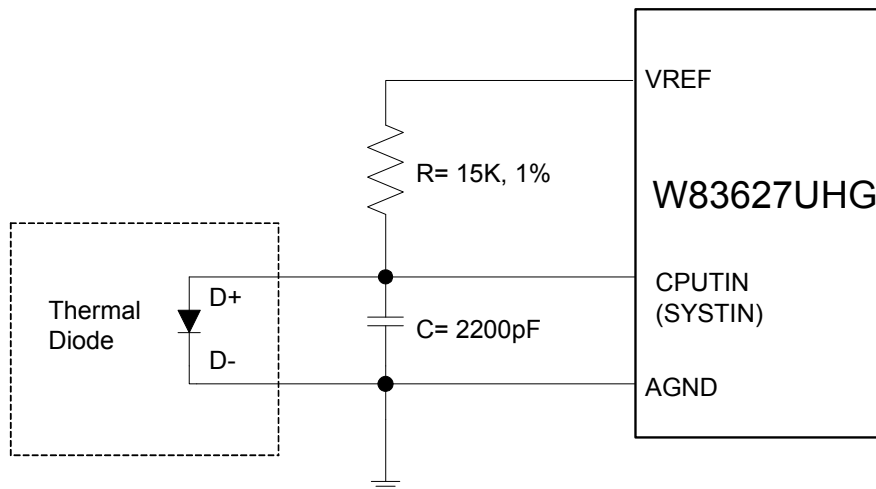 VREF
R= 15K, 1%
W83627UHG
Thermal
Diode
D+
D-
CPUTIN
(SYSTIN)
C= 2200pF
AGND